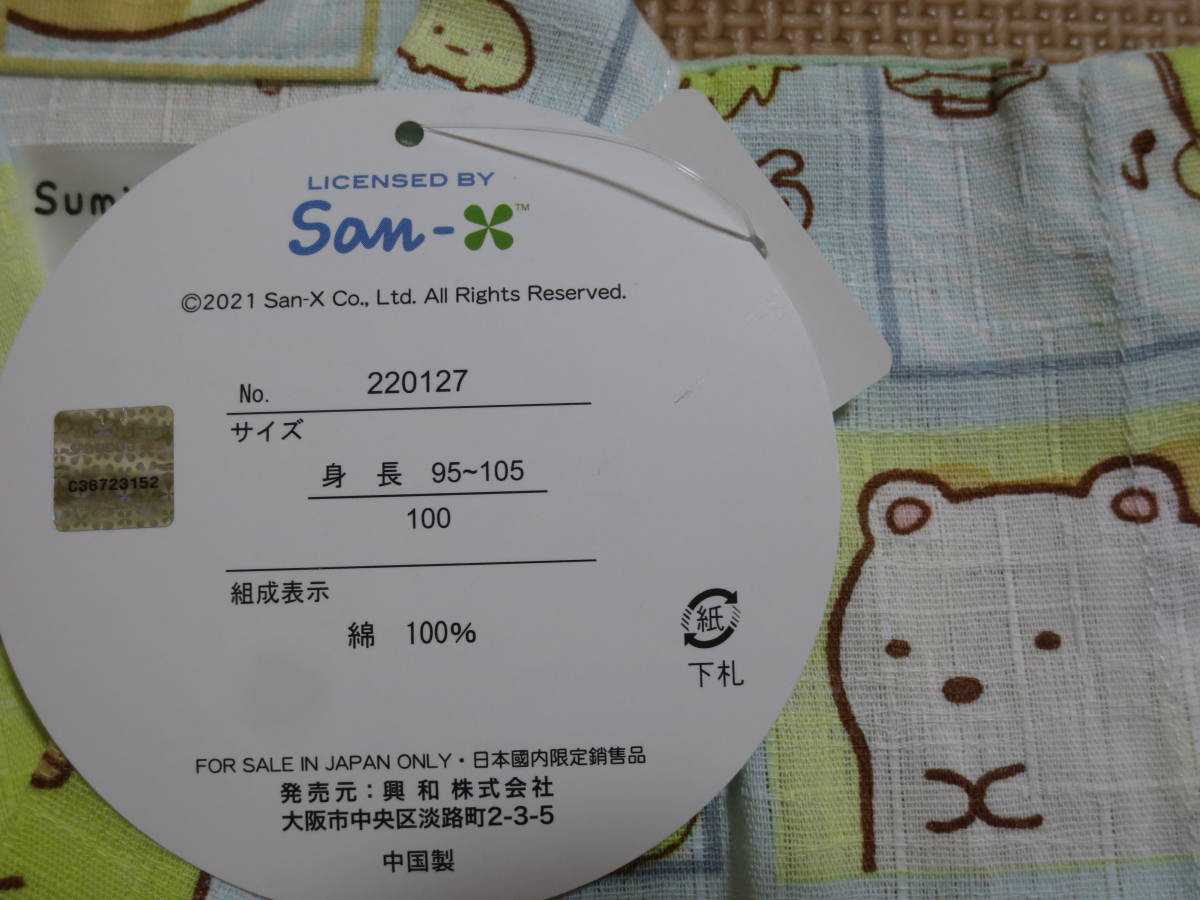 Sum
LICENSED BY
San-X™
©2021 San-X Co., Ltd. All Rights Reserved.
No. 220127
サイズ
身 長 95~105
100
C38723152
組成表示
綿 100%
紙
下札
FOR SALE IN JAPAN ONLY・日本國内限定銷售品
発売元：興 和 株式会社
大阪市中央区淡路町2-3-5
中国製